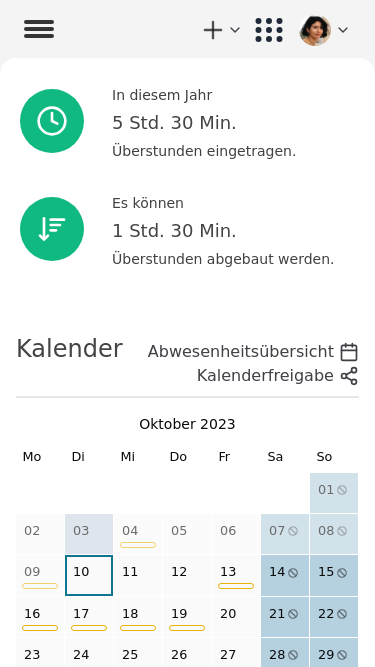 In diesem Jahr
5 Std. 30 Min.
Überstunden eingetragen.
Es können
1 Std. 30 Min.
Überstunden abgebaut werden.
Kalender
Abwesenheitsübersicht
Kalenderfreigabe
Oktober 2023
Mo Di Mi Do Fr Sa So
01
02 03 04 05 06 07 08
09 10 11 12 13 14 15
16 17 18 19 20 21 22
23 24 25 26 27 28 29